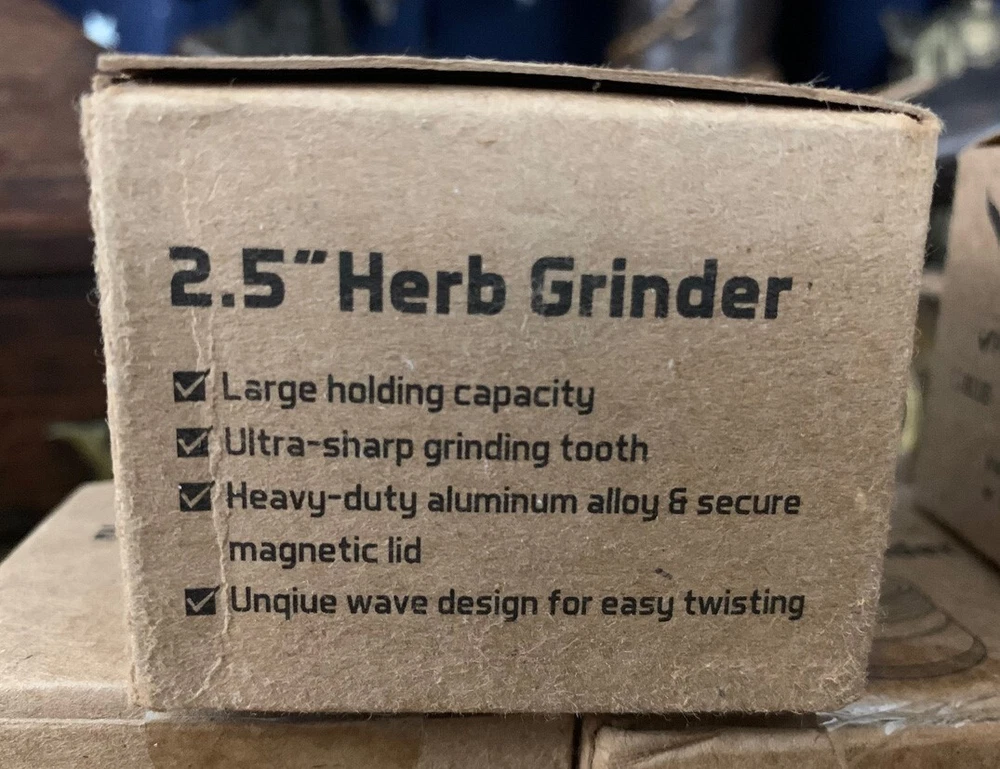 2.5" Herb Grinder
Large holding capacity
Ultra-sharp grinding tooth
Heavy-duty aluminum alloy & secure
magnetic lid
Unqiue wave design for easy twisting